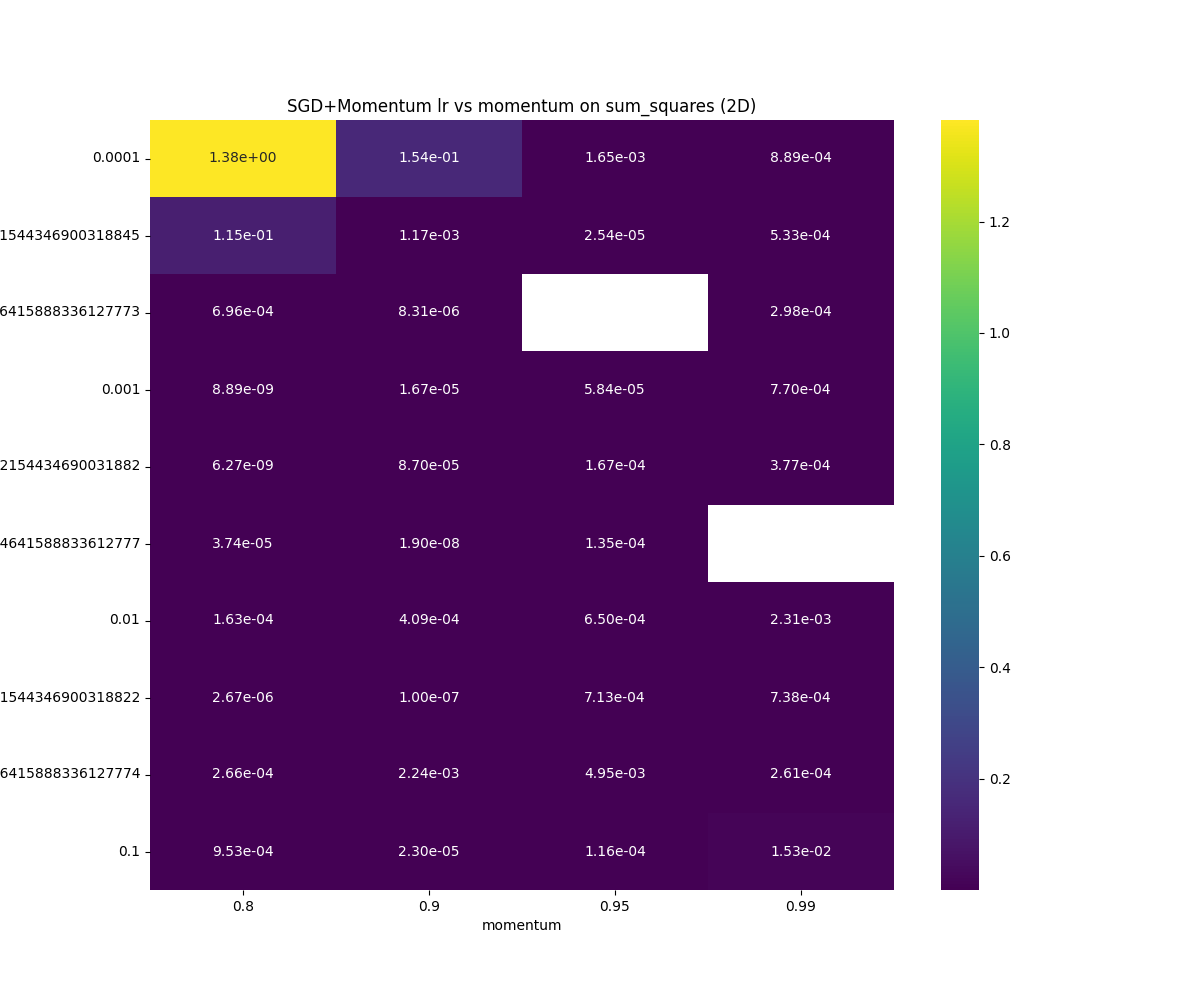 SGD+Momentum lr vs momentum on sum_squares (2D)
0.0001 1.38e+00 1.54e-01 1.65e-03 8.89e-04
1544346900318845 1.15e-01 1.17e-03 2.54e-05 5.33e-04
6415888336127773 6.96e-04 8.31e-06 2.98e-04
0.001 8.89e-09 1.67e-05 5.84e-05 7.70e-04
2154434690031882 6.27e-09 8.70e-05 1.67e-04 3.77e-04
4641588833612777 3.74e-05 1.90e-08 1.35e-04
0.01 1.63e-04 4.09e-04 6.50e-04 2.31e-03
1544346900318822 2.67e-06 1.00e-07 7.13e-04 7.38e-04
6415888336127774 2.66e-04 2.24e-03 4.95e-03 2.61e-04
0.1 9.53e-04 2.30e-05 1.16e-04 1.53e-02
0.8 0.9 0.95 0.99
momentum
1.2
1.0
0.8
0.6
0.4
0.2